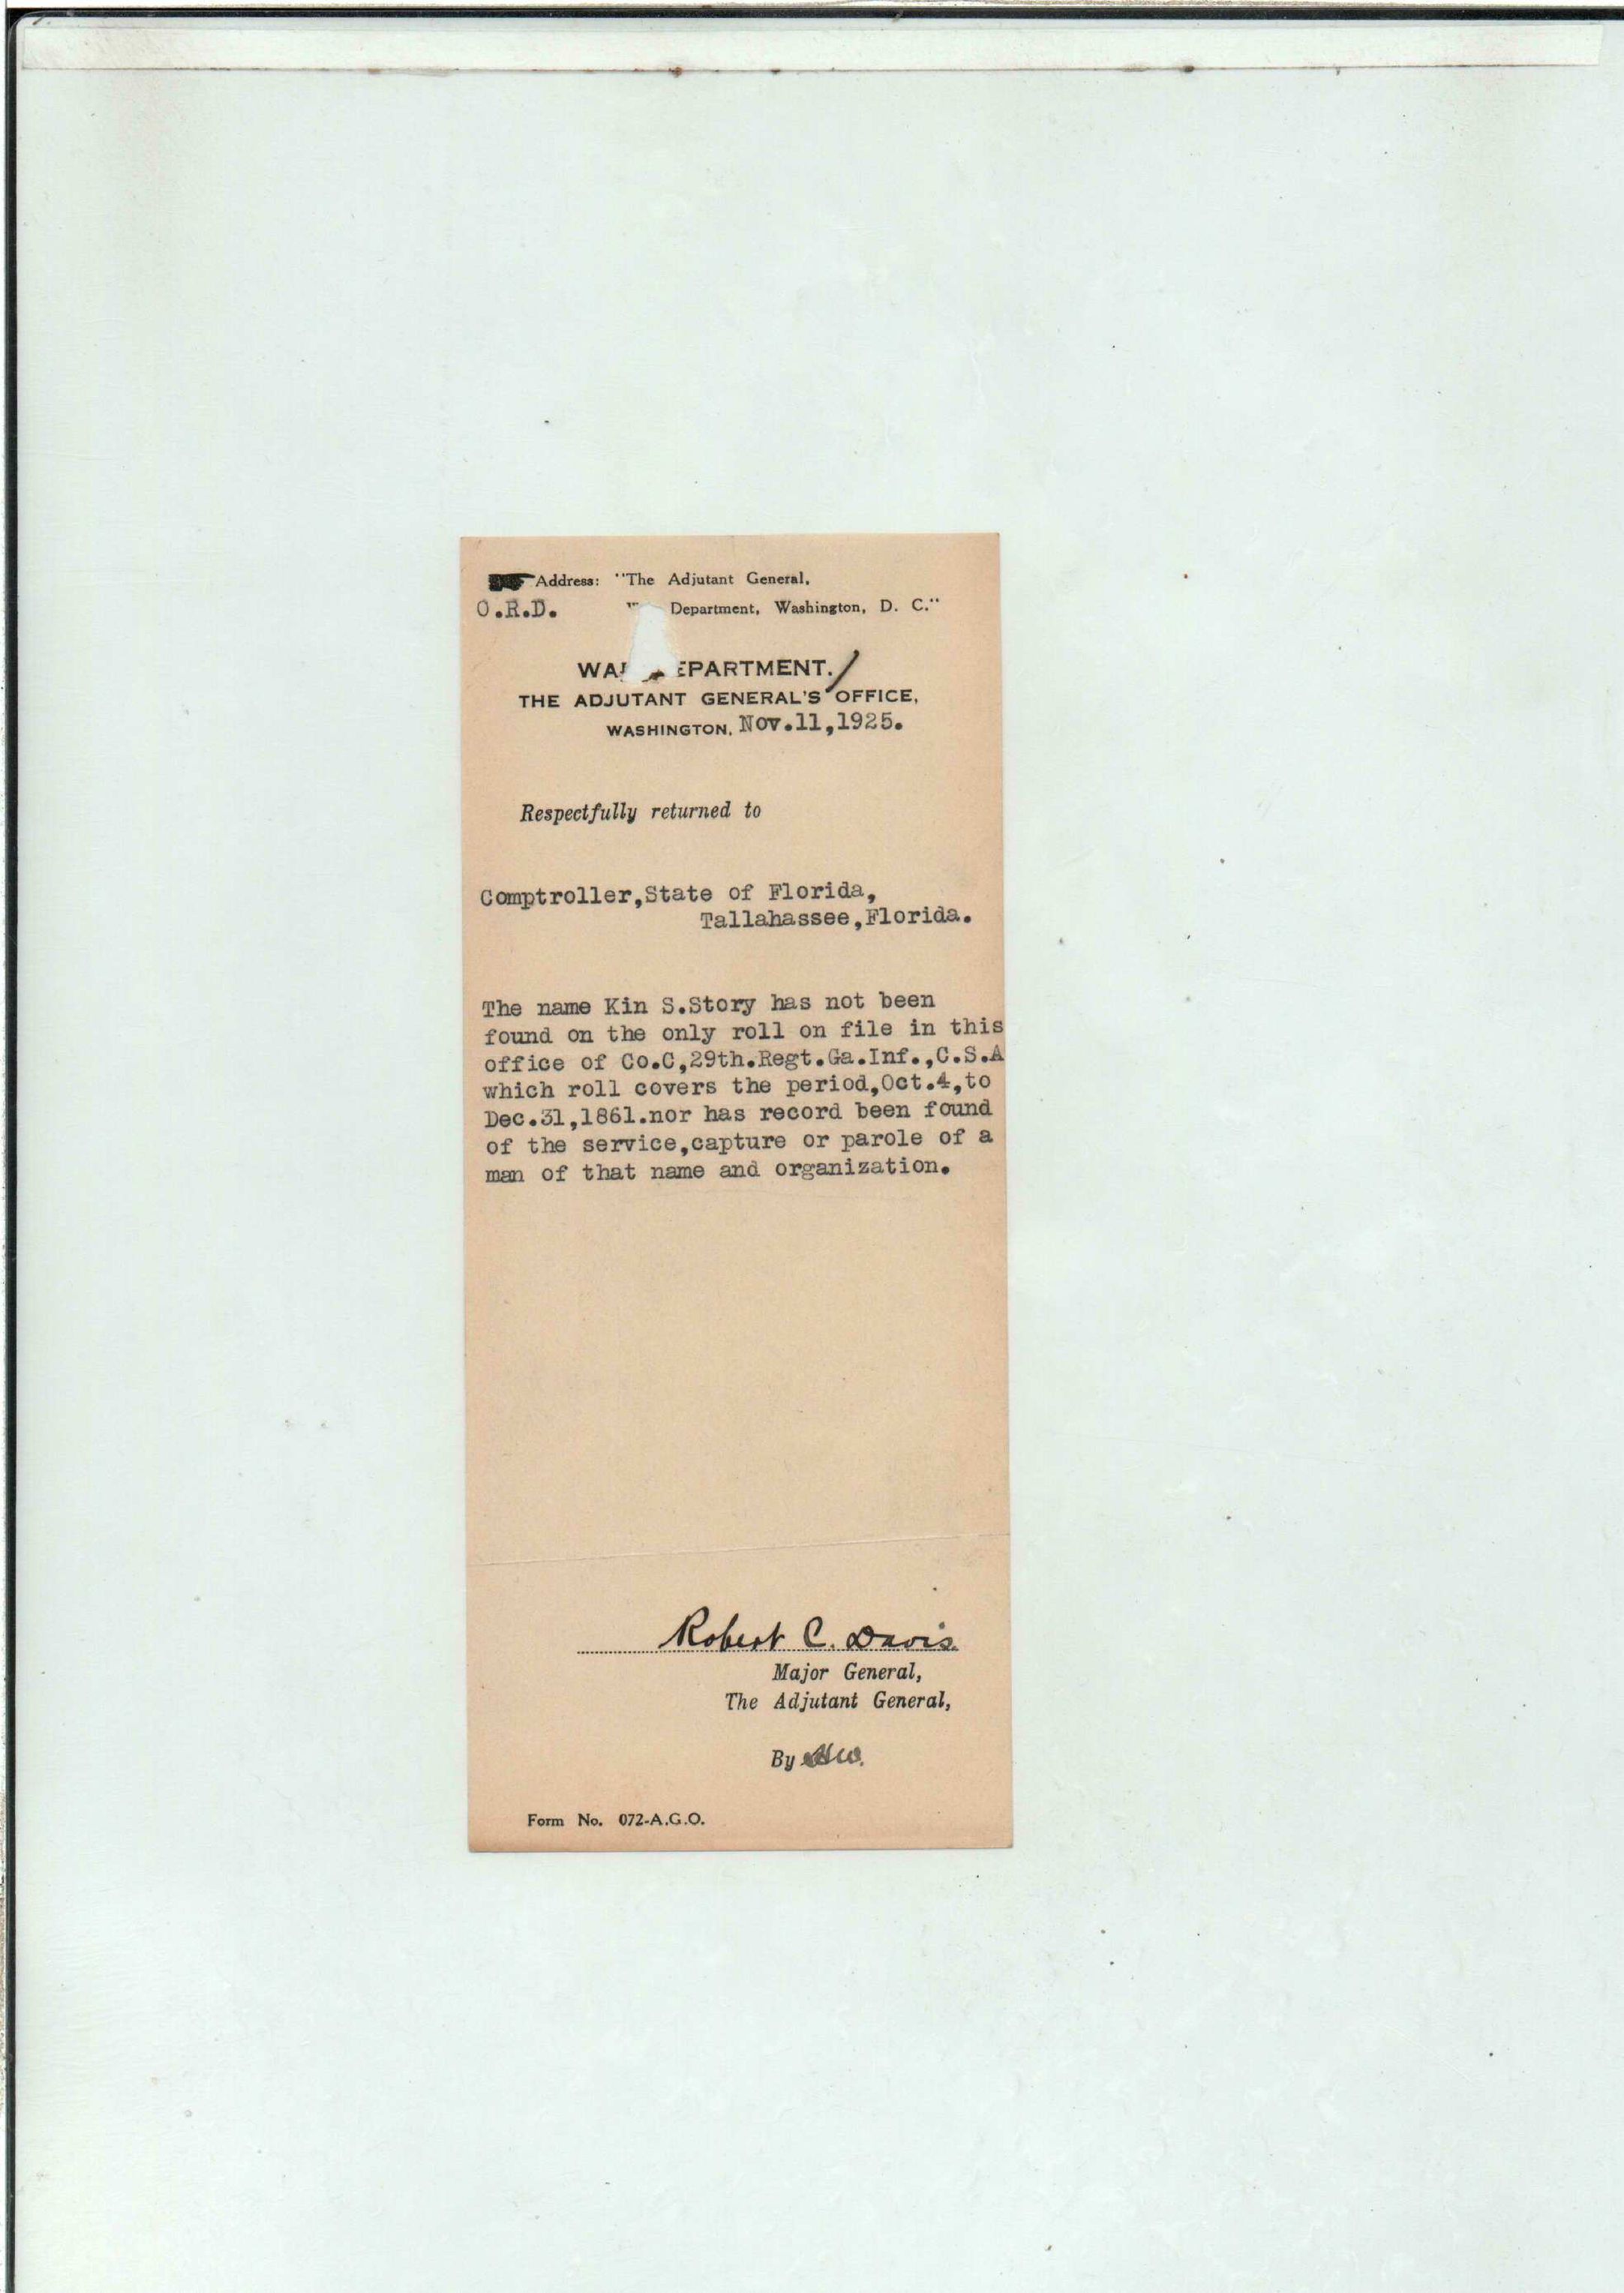 Address: "The Adjutant General,
O.R.D. " Department, Washington, D. C."
WAR DEPARTMENT.
THE ADJUTANT GENERAL'S OFFICE,
WASHINGTON, Nov.11,1925.
Respectfully returned to
Comptroller,State of Florida,
Tallahassee,Florida.
The name Kin S.Story has not been
found on the only roll on file in this
office of Co.C,29th.Regt.Ga.Inf.,C.S.A
which roll covers the period,Oct.4,to
Dec.31,1861.nor has record been found
of the service,capture or parole of a
man of that name and organization.
Robert C. Davis.
Major General,
The Adjutant General,
By
Form No. 072-A.G.O.